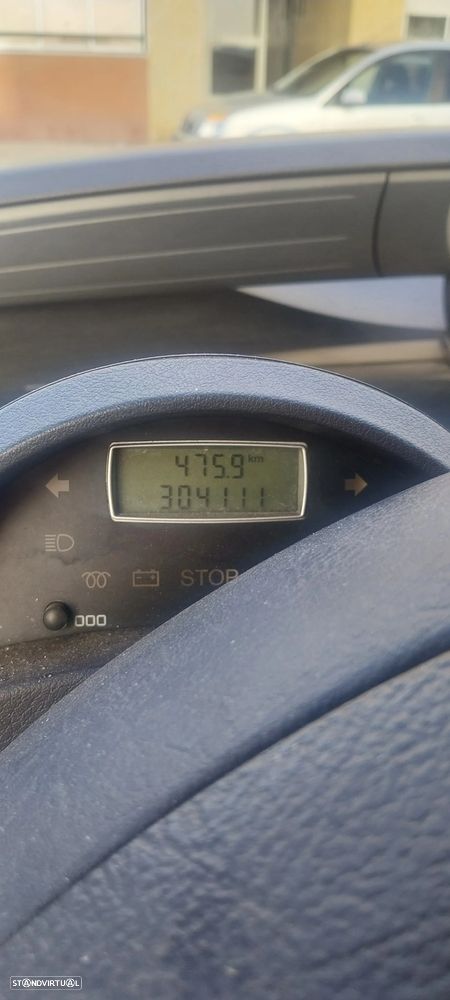 475.9 km
304111
STOP
000
STANDVIRTUAL